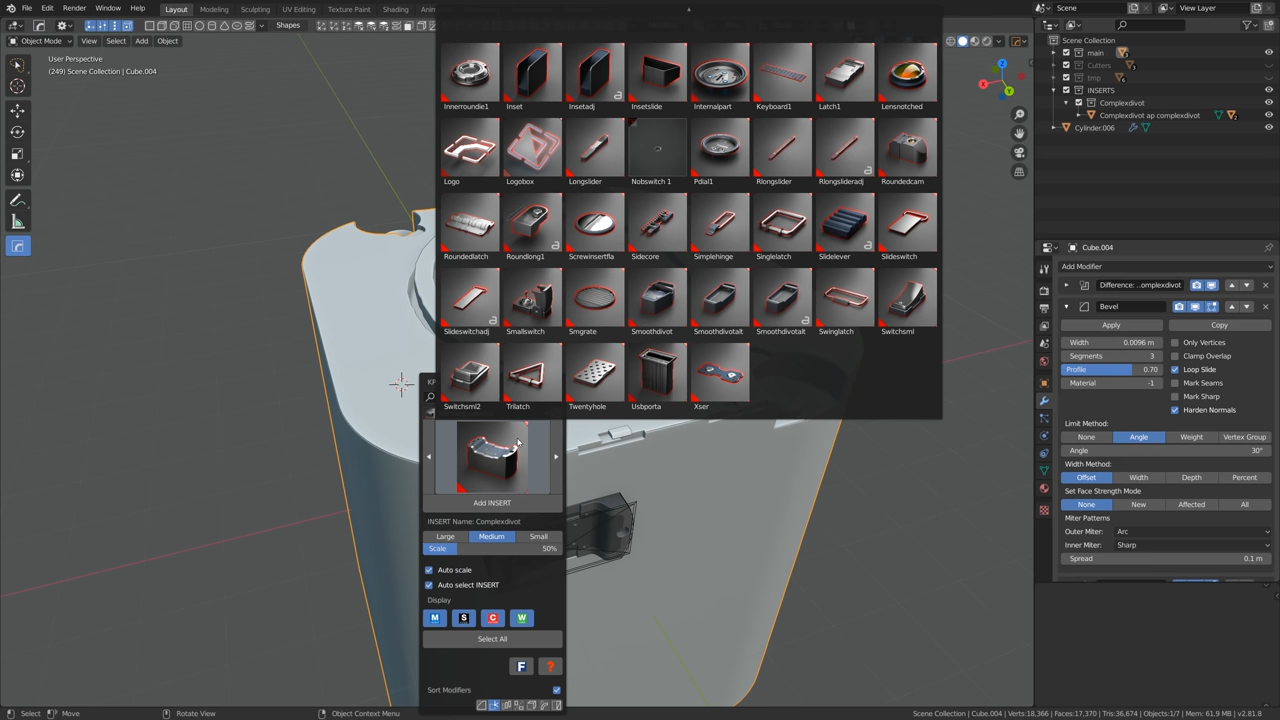 File Edit Render Window Help Layout Modeling Sculpting UV Editing Texture Paint Shading Scene View Layer
Shapes
Object Mode View Select Add Object
User Perspective
(249) Scene Collection | Cube.004
Innerroundie1 Inset Insetadj Insetslide Internalpart Keyboard1 Latch1 Lensnotched
Logo Logobox Longslider Nobswitch 1 Pdial1 Rlongslider Rlongslideradj Roundedcam
Roundedlatch Roundlong1 Screwinsertfla Sidecore Simplehinge Singlelatch Slidelever Slideswitch
Slideswitchadj Smallswitch Smgrate Smoothdivot Smoothdivotalt Smoothdivotalt Swinglatch Switchsml
Switchsml2 Trilatch Twentyhole Usbporta Xser
Add INSERT
INSERT Name: Complexdivot
Large Medium Small
Scale 50%
Auto scale
Auto select INSERT
Display
M S C W
Select All
F ?
Sort Modifiers
Scene Collection
main
Cutters
tmp
INSERTS
Complexdivot
Complexdivot ap complexdivot
Cylinder.006
Cube.004
Add Modifier
Difference: ..omplexdivot
Bevel
Apply Copy
Width 0.0096 m Only Vertices
Segments 3 Clamp Overlap
Profile 0.70 Loop Slide
Material -1 Mark Seams
Mark Sharp
Harden Normals
Limit Method:
None Angle Weight Vertex Group
Angle 30°
Width Method:
Offset Width Depth Percent
Set Face Strength Mode
None New Affected All
Miter Patterns
Outer Miter: Arc
Inner Miter: Sharp
Spread 0.1 m
Select Move Rotate View Object Context Menu Scene Collection | Cube.004 | Verts:18,366 | Faces:17,370 | Tris:36,674 | Objects:1/7 | Mem: 61.9 MB | v2.81.8